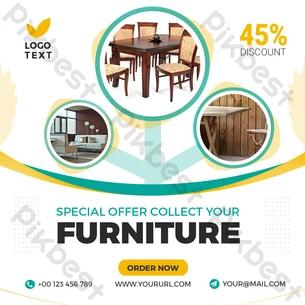 LOGO
TEXT
45%
DISCOUNT
SPECIAL OFFER COLLECT YOUR
FURNITURE
ORDER NOW
+00 123 456 789
WWW.YOURURL.COM
YOUR@MAIL.COM
pikbest